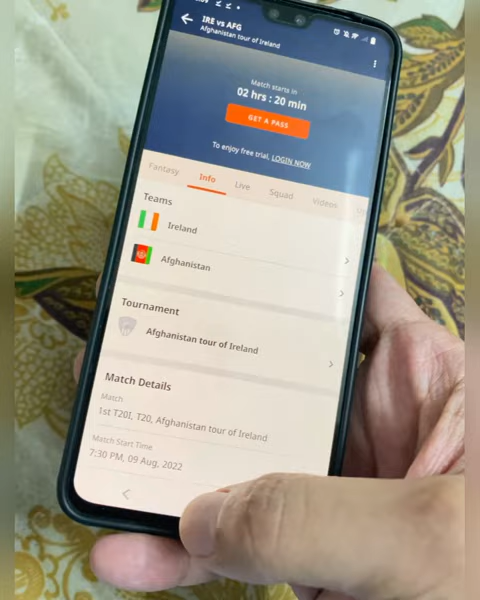 IRE vs AFG
Afghanistan tour of Ireland
Match starts in
02 hrs : 20 min
GET A PASS
To enjoy free trial, LOGIN NOW
Fantasy Info Live Squad Videos
Teams
Ireland
Afghanistan
Tournament
Afghanistan tour of Ireland
Match Details
Match
1st T20I, T20, Afghanistan tour of Ireland
Match Start Time
7:30 PM, 09 Aug, 2022